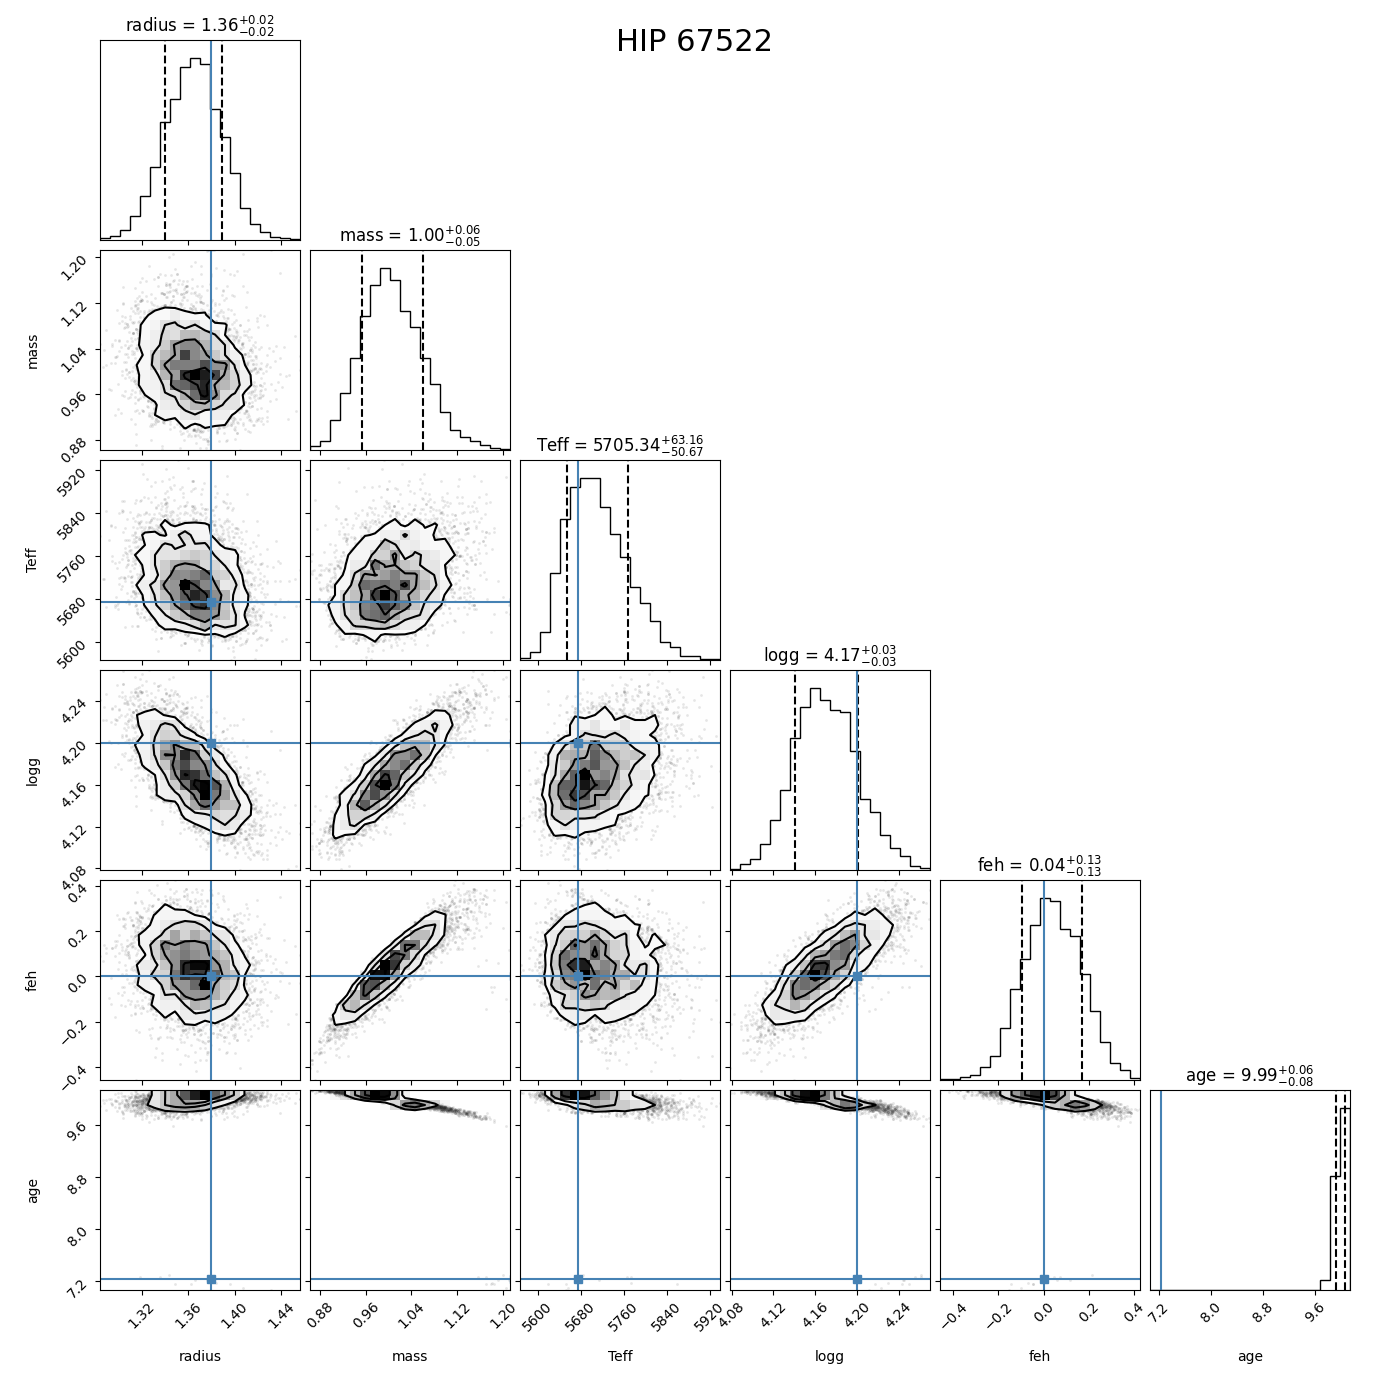 HIP 67522
radius = 1.36+0.02 −0.02
mass = 1.00+0.06 −0.05
1.20
1.12
1.04
0.96
0.88
mass
Teff = 5705.34+63.16 −50.67
5920
5840
5760
5680
5600
Teff
logg = 4.17+0.03 −0.03
4.24
4.20
4.16
4.12
4.08
logg
feh = 0.04+0.13 −0.13
0.4
0.2
0.0
−0.2
−0.4
feh
age = 9.99+0.06 −0.08
9.6
8.8
8.0
7.2
age
1.32 1.36 1.40 1.44 0.88 0.96 1.04 1.12 1.20 5600 5680 5760 5840 5920 4.08 4.12 4.16 4.20 4.24 −0.4 −0.2 0.0 0.2 0.4 7.2 8.0 8.8 9.6
radius mass Teff logg feh age